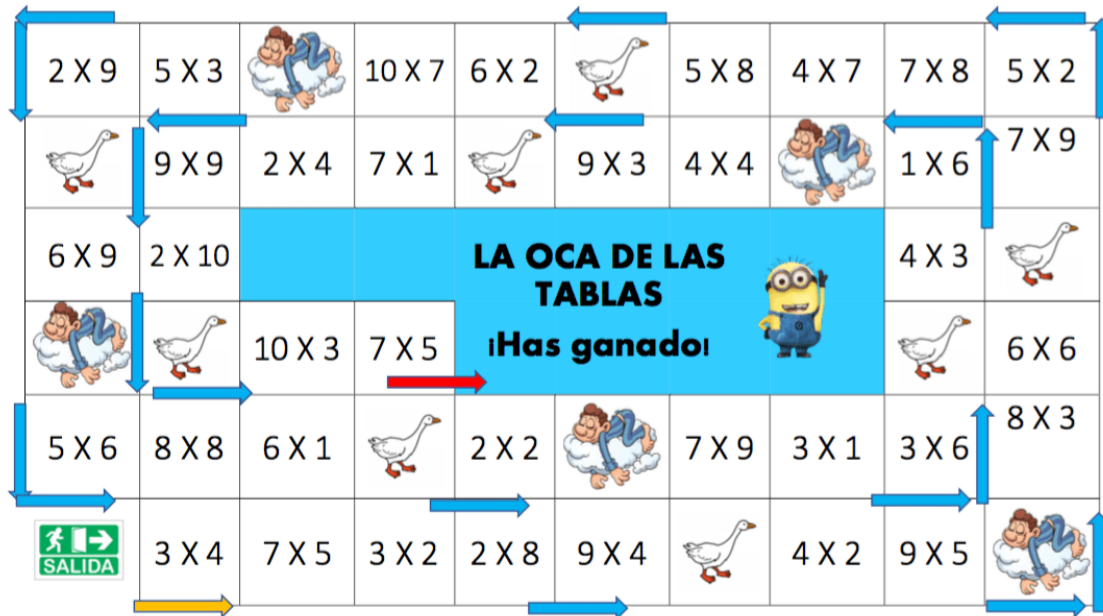 2 X 9 5 X 3 10 X 7 6 X 2 5 X 8 4 X 7 7 X 8 5 X 2
9 X 9 2 X 4 7 X 1 9 X 3 4 X 4 1 X 6 7 X 9
6 X 9 2 X 10 4 X 3
LA OCA DE LAS
TABLAS
10 X 3 7 X 5 6 X 6
¡Has ganado!
5 X 6 8 X 8 6 X 1 2 X 2 7 X 9 3 X 1 3 X 6 8 X 3
SALIDA 3 X 4 7 X 5 3 X 2 2 X 8 9 X 4 4 X 2 9 X 5